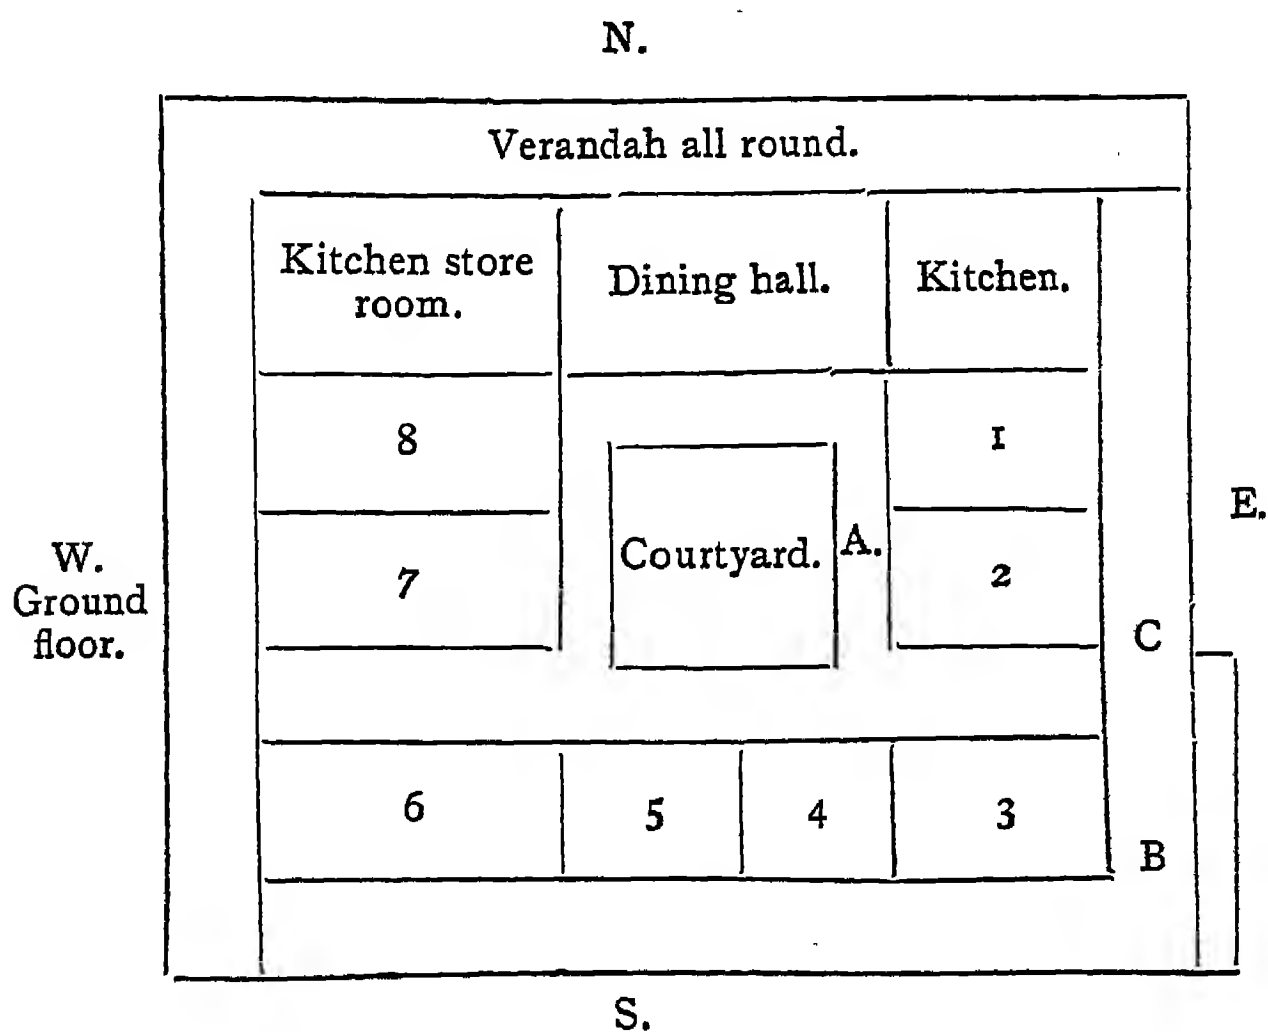 N.
Verandah all round.
Kitchen store
room.
Dining hall.
Kitchen.
8
1
Courtyard.
A.
E.
W.
Ground
floor.
7
2
C
6
5
4
3
B
S.